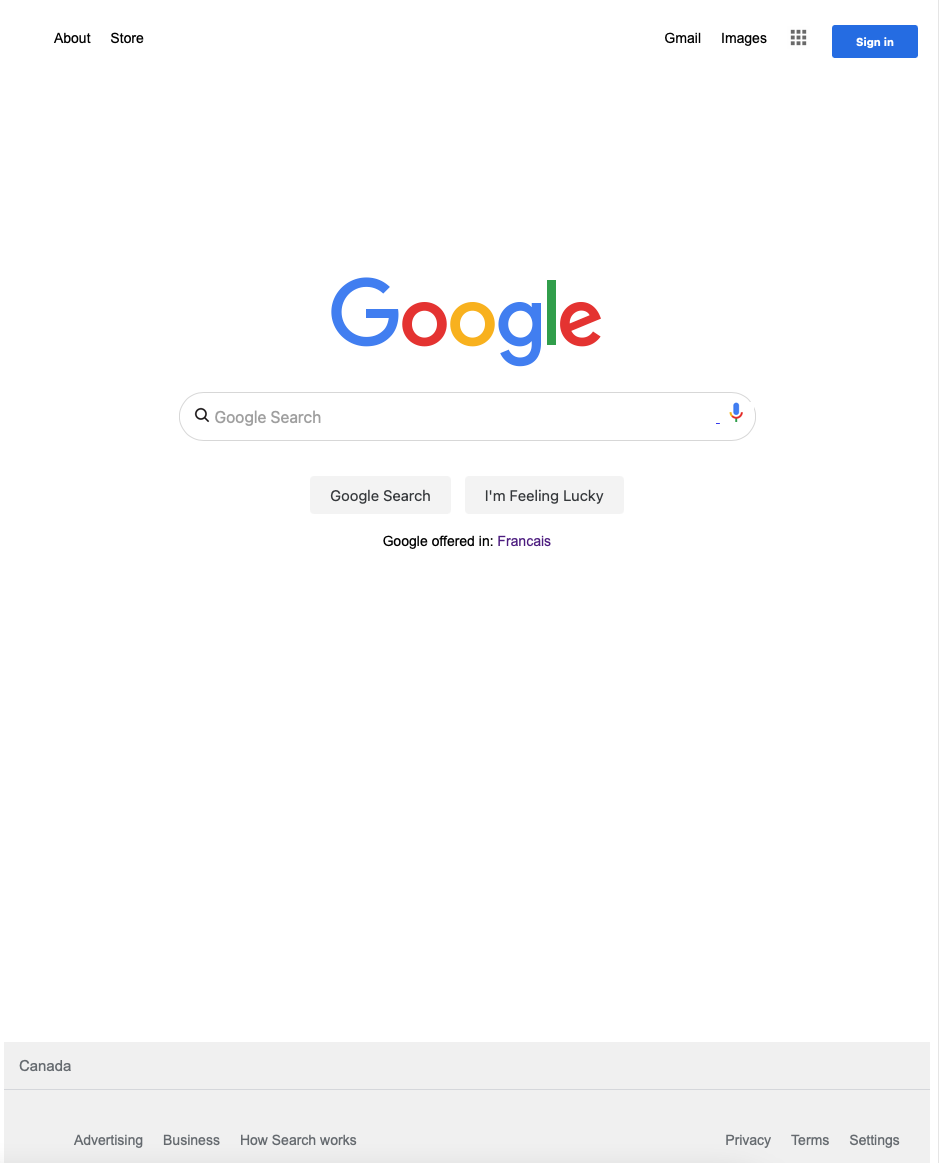 About Store Gmail Images Sign in
Google
Google Search
Google Search I'm Feeling Lucky
Google offered in: Francais
Canada
Advertising Business How Search works Privacy Terms Settings